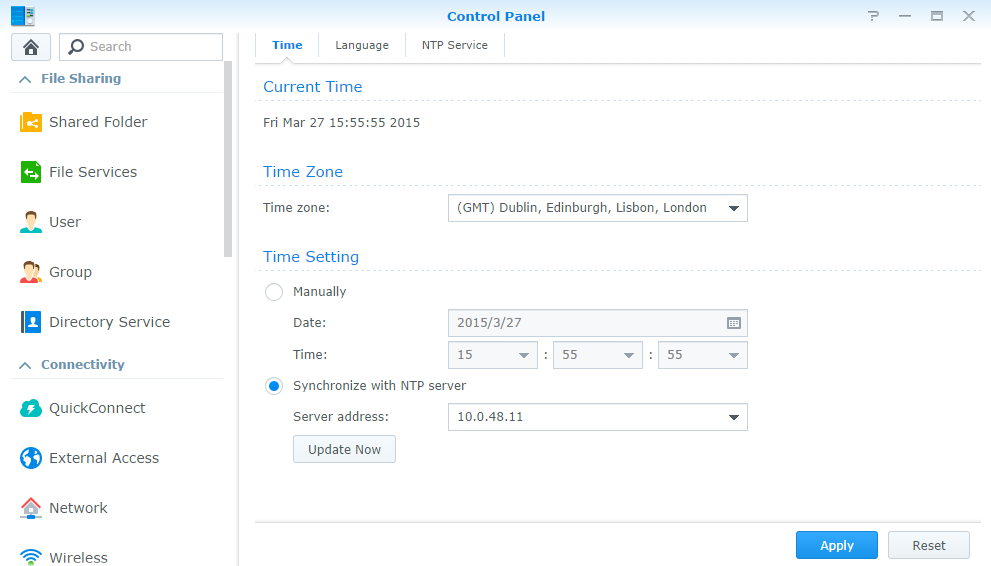 Control Panel
Search
Time Language NTP Service
File Sharing
Shared Folder
File Services
User
Group
Directory Service
Connectivity
QuickConnect
External Access
Network
Wireless
Current Time
Fri Mar 27 15:55:55 2015
Time Zone
Time zone: (GMT) Dublin, Edinburgh, Lisbon, London
Time Setting
Manually
Date: 2015/3/27
Time: 15 : 55 : 55
Synchronize with NTP server
Server address: 10.0.48.11
Update Now
Apply Reset